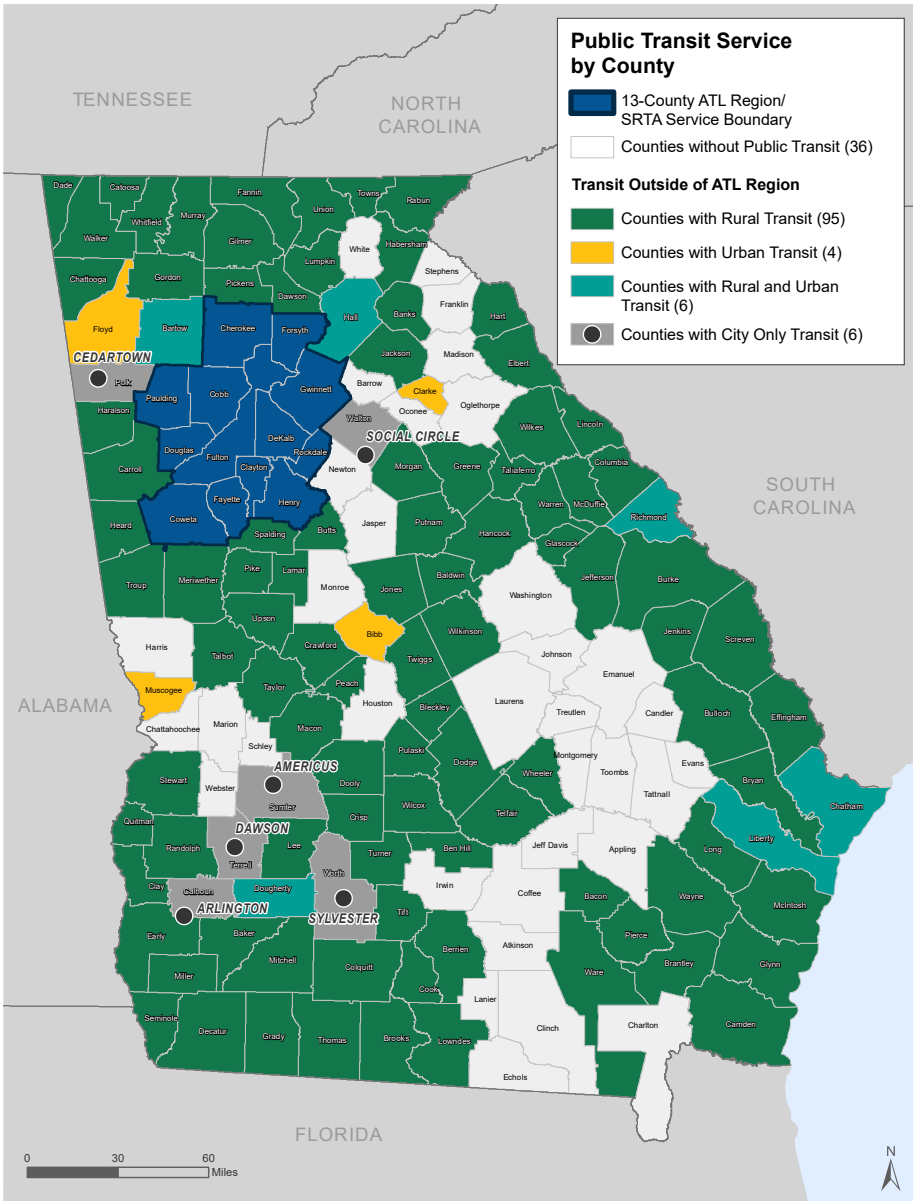 Public Transit Service
by County
13-County ATL Region/
SRTA Service Boundary
Counties without Public Transit (36)
Transit Outside of ATL Region
Counties with Rural Transit (95)
Counties with Urban Transit (4)
Counties with Rural and Urban
Transit (6)
Counties with City Only Transit (6)
TENNESSEE
NORTH
CAROLINA
SOUTH
CAROLINA
ALABAMA
FLORIDA
Dade
Catoosa
Fannin
Towns
Rabun
Union
Whitfield
Murray
Walker
Gilmer
Habersham
White
Lumpkin
Stephens
Chattooga
Gordon
Pickens
Dawson
Franklin
Banks
Hart
Hall
Floyd
Bartow
Cherokee
Forsyth
Jackson
Madison
Elbert
CEDARTOWN
Polk
Barrow
Clarke
Oglethorpe
Oconee
Gwinnett
Paulding
Cobb
Haralson
Walton
SOCIAL CIRCLE
Wilkes
Lincoln
DeKalb
Douglas
Fulton
Rockdale
Clayton
Newton
Morgan
Greene
Taliaferro
Columbia
Carroll
Fayette
Henry
Warren
McDuffie
Richmond
Coweta
Heard
Spalding
Butts
Jasper
Putnam
Hancock
Glascock
Troup
Meriwether
Pike
Lamar
Monroe
Jones
Baldwin
Jefferson
Burke
Washington
Upson
Bibb
Wilkinson
Jenkins
Screven
Harris
Talbot
Crawford
Twiggs
Johnson
Emanuel
Muscogee
Taylor
Peach
Houston
Bleckley
Laurens
Treutlen
Candler
Bulloch
Effingham
Chattahoochee
Marion
Schley
Macon
Pulaski
Dodge
Montgomery
Toombs
Evans
Tattnall
Bryan
Chatham
Stewart
Webster
AMERICUS
Sumter
Dooly
Wheeler
Wilcox
Telfair
Quitman
Randolph
DAWSON
Terrell
Lee
Crisp
Turner
Ben Hill
Jeff Davis
Appling
Long
Liberty
Clay
Calhoun
ARLINGTON
Dougherty
Worth
SYLVESTER
Irwin
Coffee
Bacon
Wayne
McIntosh
Early
Baker
Tift
Mitchell
Colquitt
Berrien
Atkinson
Pierce
Brantley
Glynn
Ware
Miller
Cook
Lanier
Clinch
Charlton
Camden
Seminole
Decatur
Grady
Thomas
Brooks
Lowndes
Echols
0
30
60
Miles
N